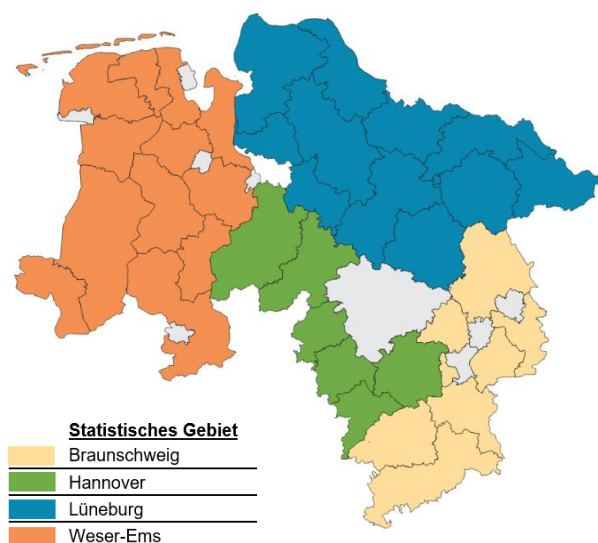 Statistisches Gebiet
Braunschweig
Hannover
Lüneburg
Weser-Ems